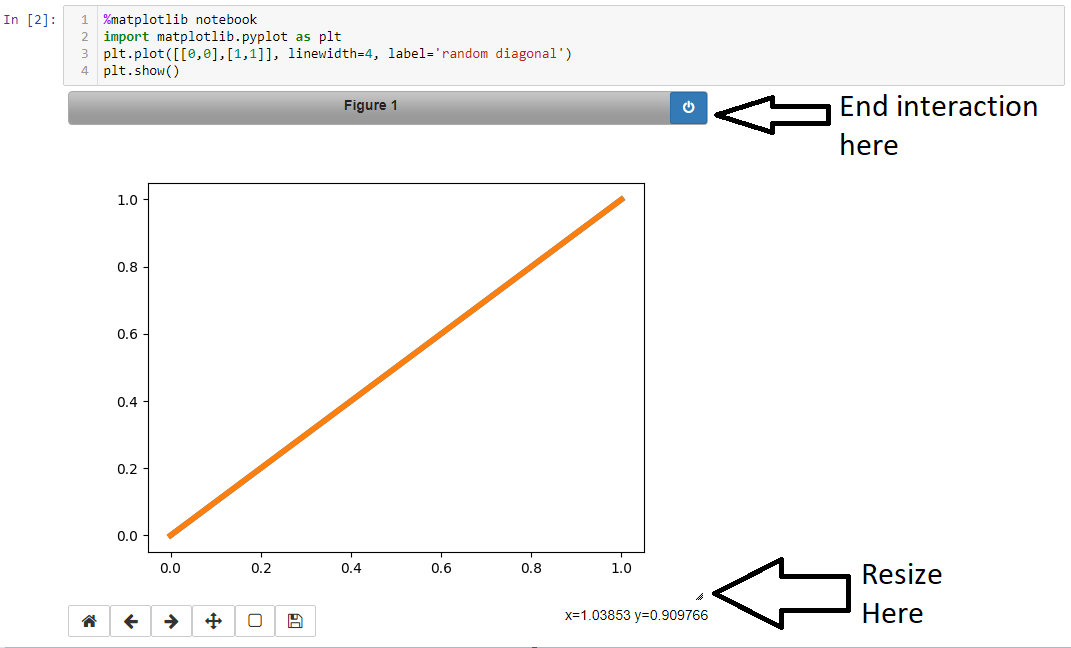 In [2]:
1 %matplotlib notebook
2 import matplotlib.pyplot as plt
3 plt.plot([[0,0],[1,1]], linewidth=4, label='random diagonal')
4 plt.show()
Figure 1
End interaction
here
1.0
0.8
0.6
0.4
0.2
0.0
0.0 0.2 0.4 0.6 0.8 1.0
Resize
Here
x=1.03853 y=0.909766